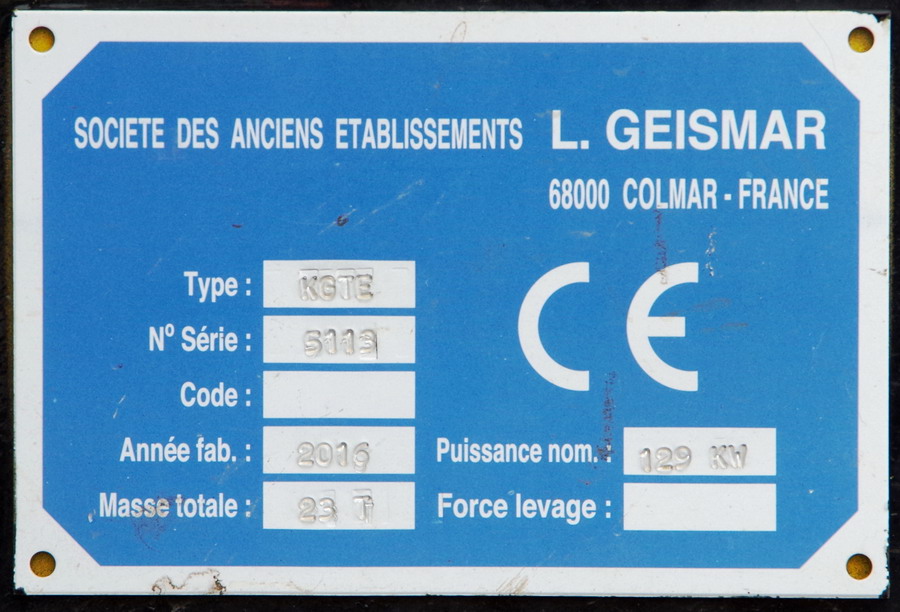 SOCIETE DES ANCIENS ETABLISSEMENTS L. GEISMAR
68000 COLMAR - FRANCE
Type : KGTE
Nº Série : 5113
Code :
Année fab. : 2016 Puissance nom. : 129 KW
Masse totale : 23 T Force levage :
CE